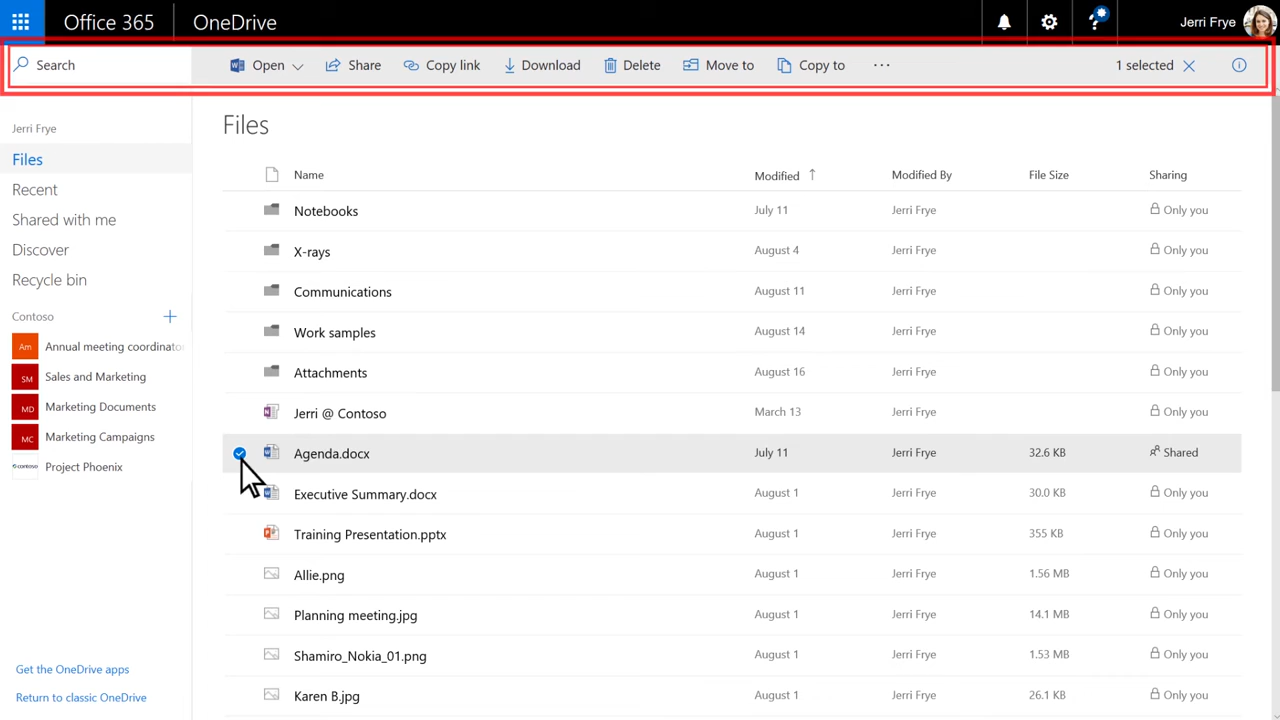 Office 365 OneDrive ? Jerri Frye
Search Open Share Copy link Download Delete Move to Copy to ... 1 selected
Jerri Frye
Files
Recent
Shared with me
Discover
Recycle bin
Contoso
Am Annual meeting coordinato
SM Sales and Marketing
MD Marketing Documents
MC Marketing Campaigns
contoso Project Phoenix
Get the OneDrive apps
Return to classic OneDrive
Files
Name Modified Modified By File Size Sharing
Notebooks July 11 Jerri Frye Only you
X-rays August 4 Jerri Frye Only you
Communications August 11 Jerri Frye Only you
Work samples August 14 Jerri Frye Only you
Attachments August 16 Jerri Frye Only you
Jerri @ Contoso March 13 Jerri Frye Only you
Agenda.docx July 11 Jerri Frye 32.6 KB Shared
Executive Summary.docx August 1 Jerri Frye 30.0 KB Only you
Training Presentation.pptx August 1 Jerri Frye 355 KB Only you
Allie.png August 1 Jerri Frye 1.56 MB Only you
Planning meeting.jpg August 1 Jerri Frye 14.1 MB Only you
Shamiro_Nokia_01.png August 1 Jerri Frye 1.53 MB Only you
Karen B.jpg August 1 Jerri Frye 26.1 KB Only you